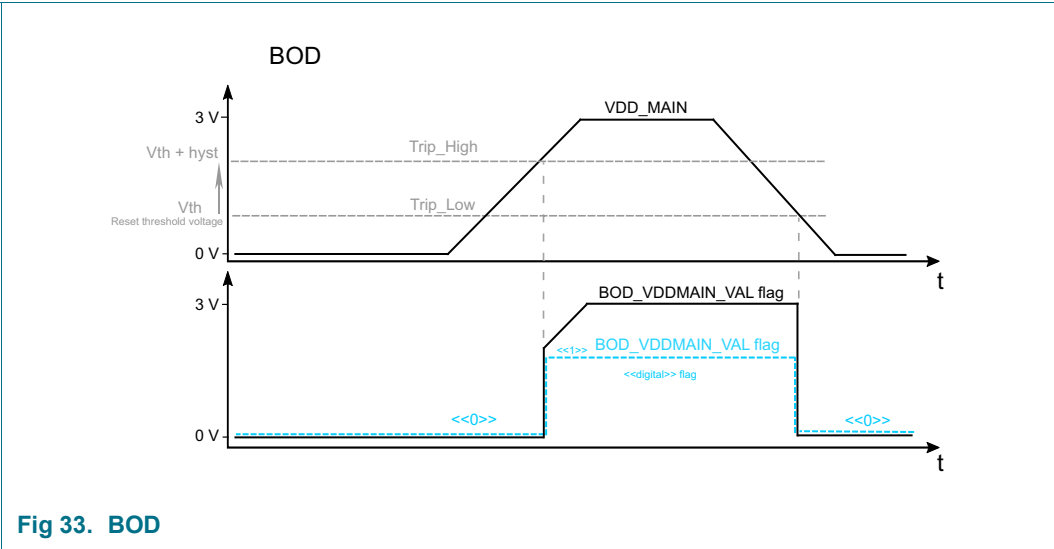 BOD
3 V
VDD_MAIN
Vth + hyst
Trip_High
Vth
Reset threshold voltage
Trip_Low
0 V
t
3 V
BOD_VDDMAIN_VAL flag
<<1>> BOD_VDDMAIN_VAL flag
<<digital>> flag
<<0>>
<<0>>
0 V
t
Fig 33. BOD